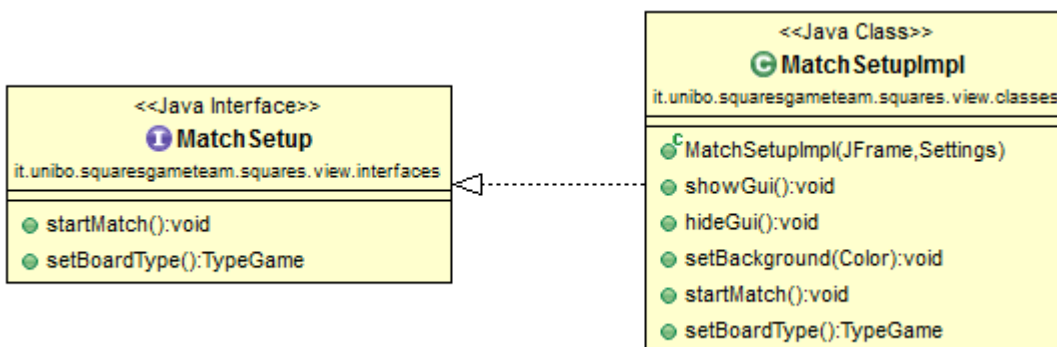 <<Java Interface>>
MatchSetup
it.unibo.squaresgameteam.squares.view.interfaces
startMatch():void
setBoardType():TypeGame
<<Java Class>>
MatchSetupImpl
it.unibo.squaresgameteam.squares.view.classes
MatchSetupImpl(JFrame,Settings)
showGui():void
hideGui():void
setBackground(Color):void
startMatch():void
setBoardType():TypeGame